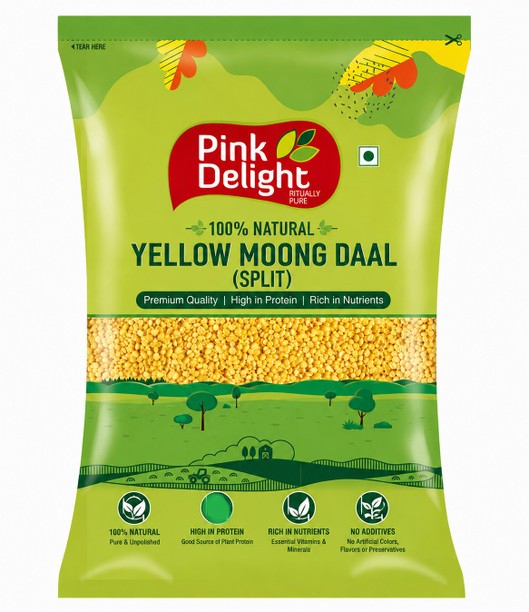 TEAR HERE
Pink
Delight
RITUALLY
PURE
100% NATURAL
YELLOW MOONG DAAL
(SPLIT)
Premium Quality | High in Protein | Rich in Nutrients
100% NATURAL
Pure & Unpolished
HIGH IN PROTEIN
Good Source of Plant Protein
RICH IN NUTRIENTS
Essential Vitamins &
Minerals
NO ADDITIVES
No Artificial Colors,
Flavors or Preservatives